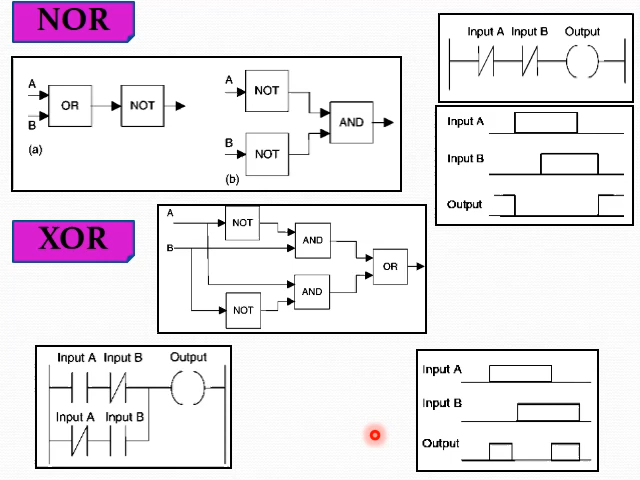 NOR
Input A Input B Output
A
B
OR
NOT
(a)
A
NOT
B
NOT
AND
(b)
Input A
Input B
Output
XOR
A
B
NOT
AND
AND
NOT
OR
Input A Input B Output
Input A Input B
Input A
Input B
Output